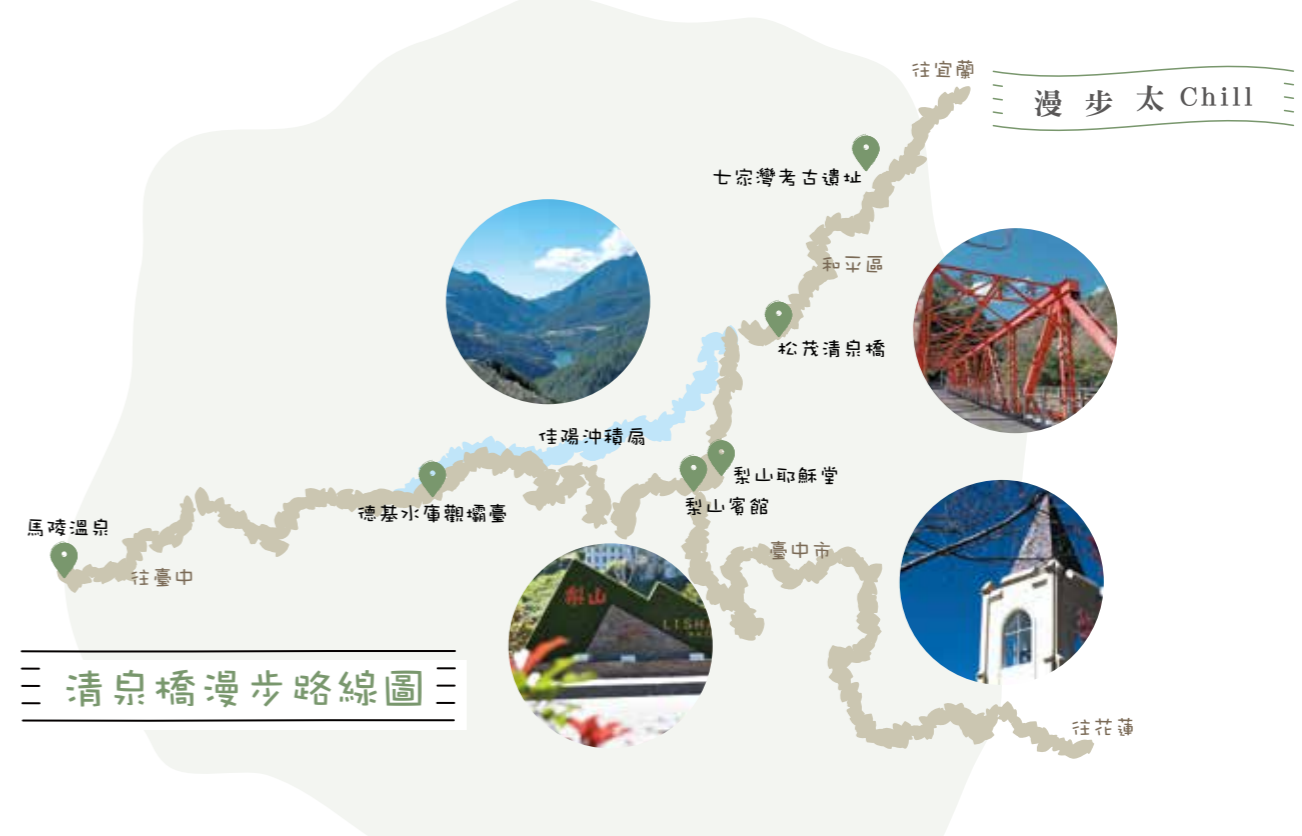 往宜蘭
漫步太 Chill
七家灣考古遺址
和平區
松茂清泉橋
佳陽沖積扇
梨山耶穌堂
梨山賓館
德基水庫觀壩臺
馬陵溫泉
往臺中
臺中市
梨山
LISHA
清泉橋漫步路線圖
往花蓮